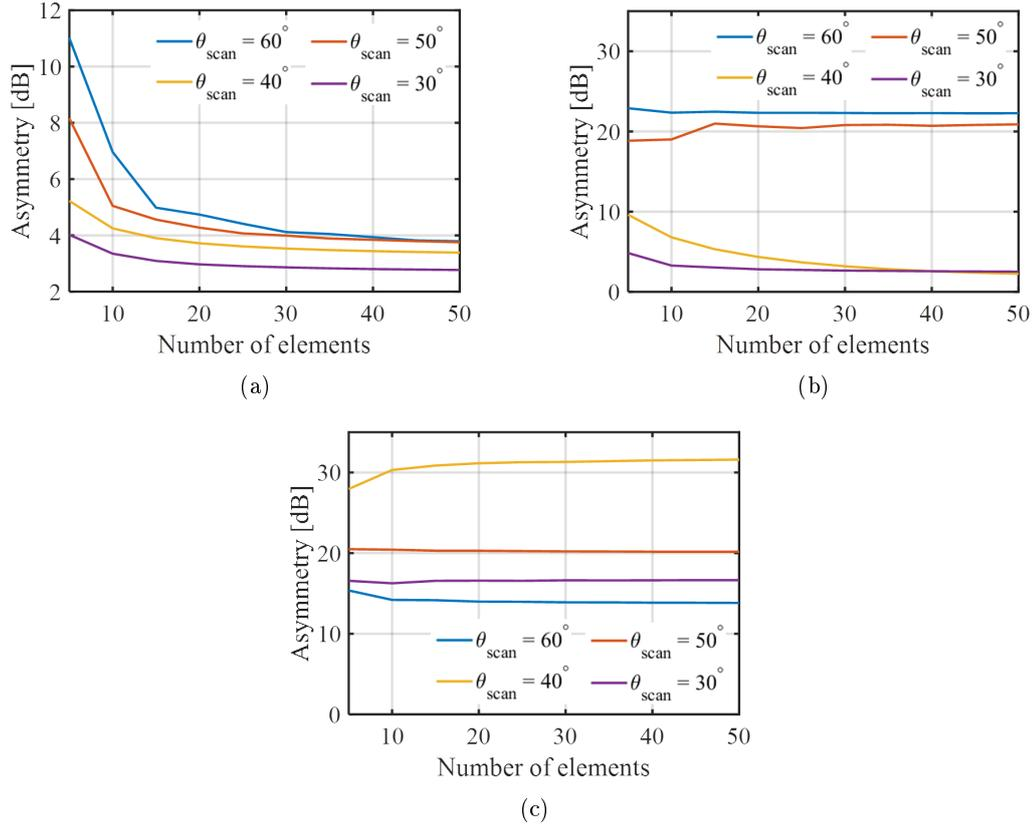 12
10
8
6
4
2
Asymmetry [dB]
θscan = 60° θscan = 50°
θscan = 40° θscan = 30°
10 20 30 40 50
Number of elements
(a)
30
20
10
0
Asymmetry [dB]
θscan = 60° θscan = 50°
θscan = 40° θscan = 30°
10 20 30 40 50
Number of elements
(b)
30
20
10
0
Asymmetry [dB]
θscan = 60° θscan = 50°
θscan = 40° θscan = 30°
10 20 30 40 50
Number of elements
(c)